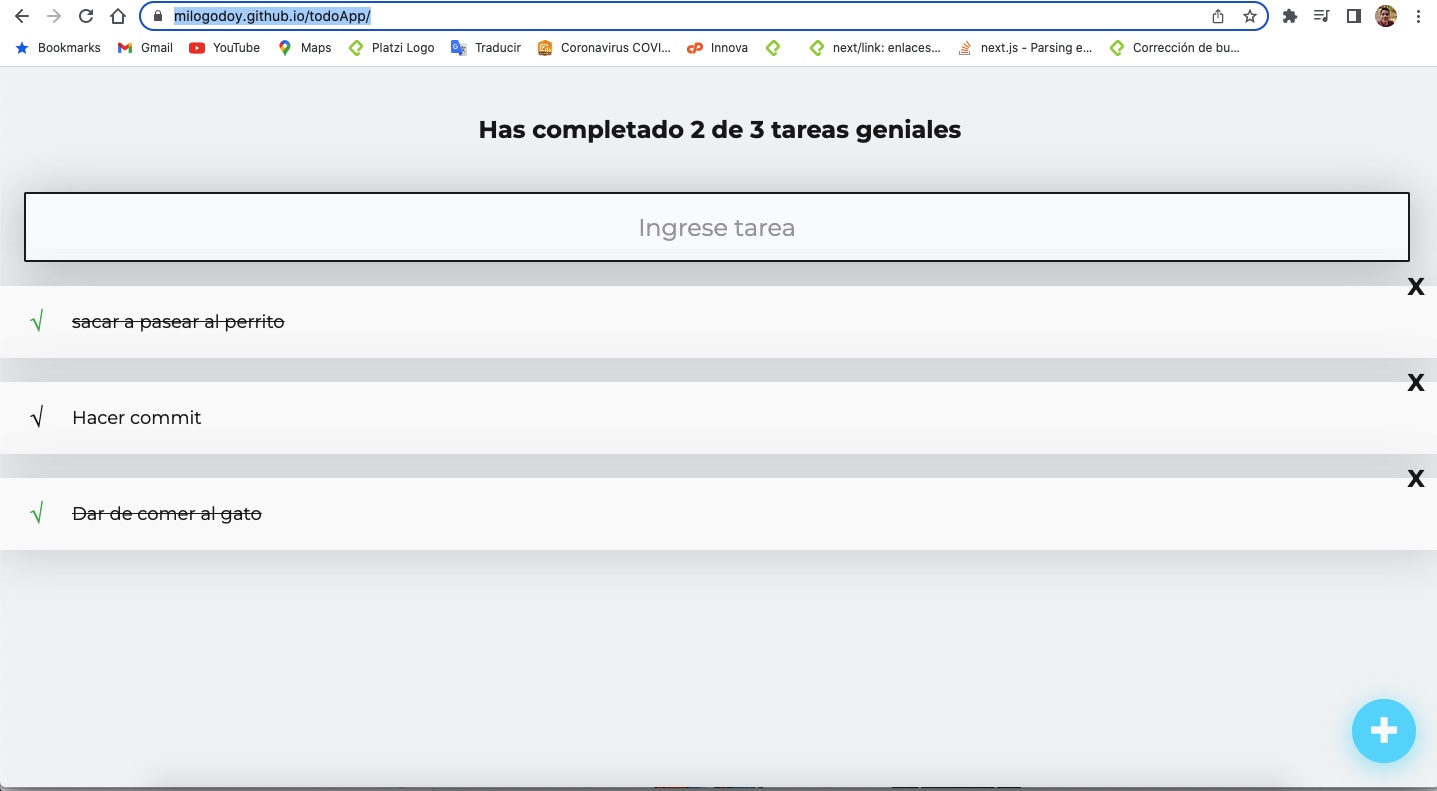 milogodoy.github.io/todoApp/
Bookmarks Gmail YouTube Maps Platzi Logo Traducir Coronavirus COVI... Innova next/link: enlaces... next.js - Parsing e... Corrección de bu...
Has completado 2 de 3 tareas geniales
Ingrese tarea
X
√ sacar a pasear al perrito
X
√ Hacer commit
X
√ Dar de comer al gato